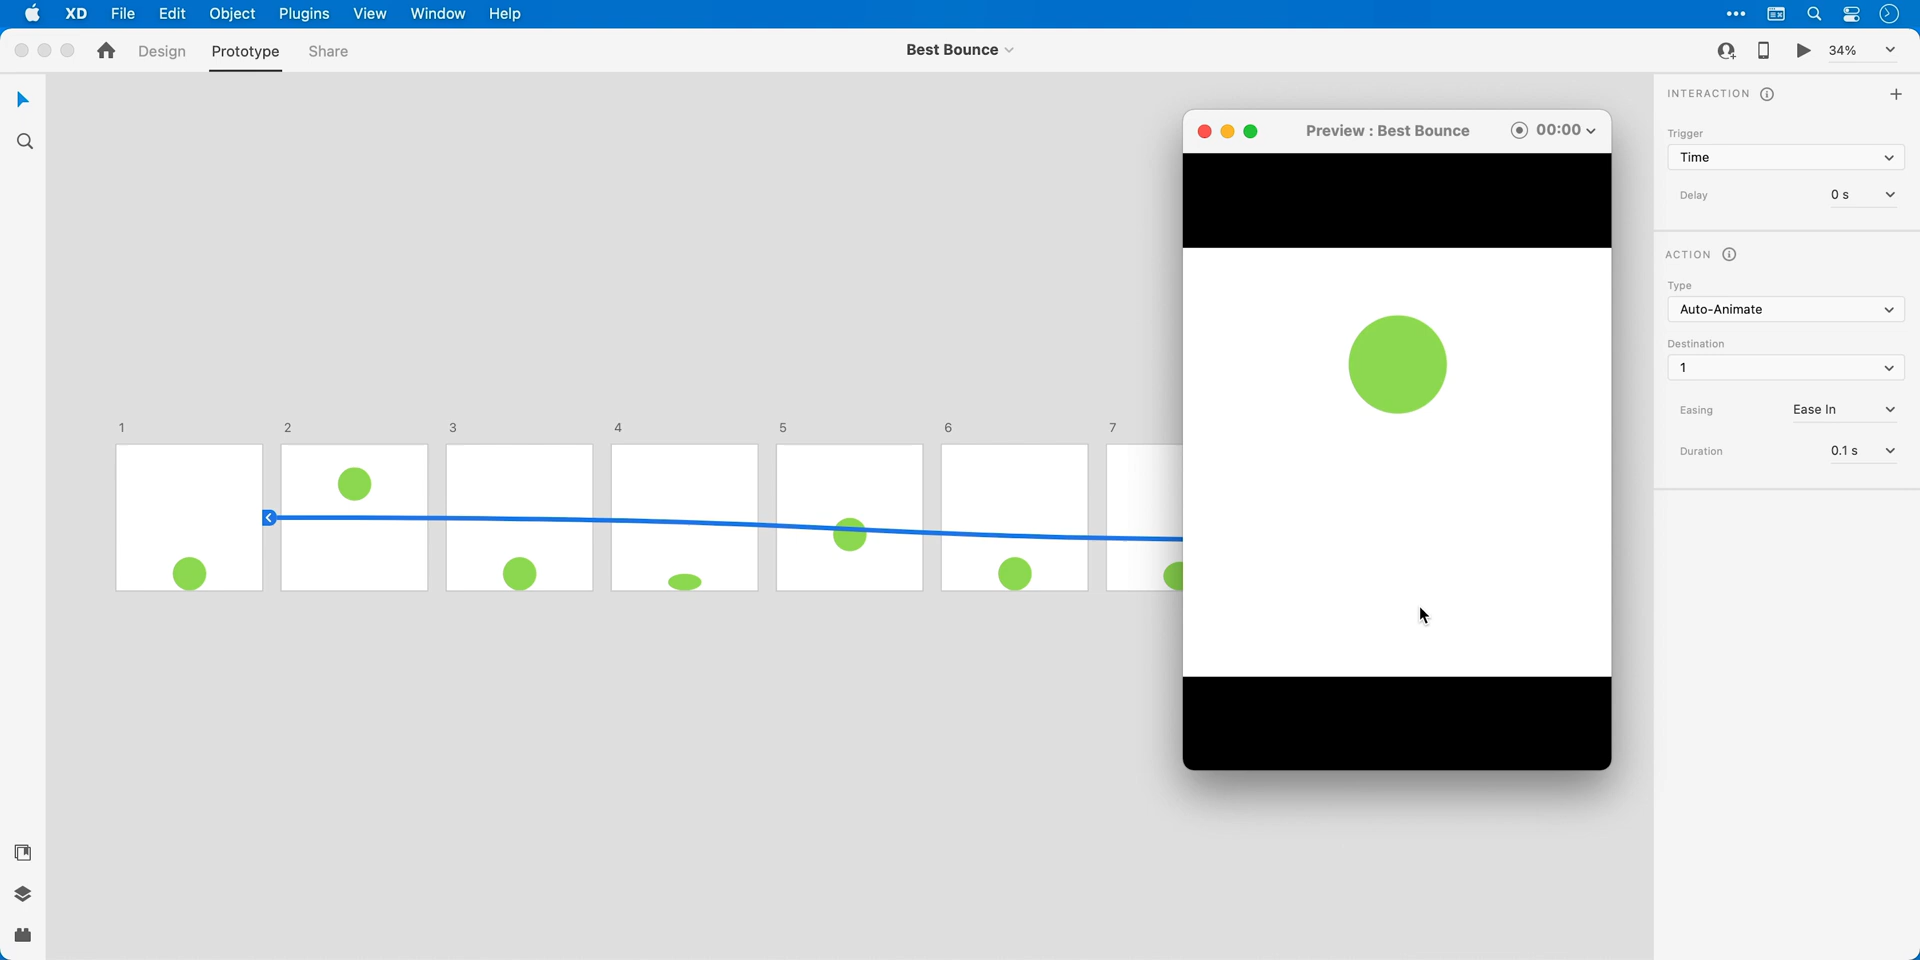 XD File Edit Object Plugins View Window Help
Design Prototype Share
Best Bounce
34%
Preview : Best Bounce
00:00
1
2
3
4
5
6
7
INTERACTION
Trigger
Time
Delay
0 s
ACTION
Type
Auto-Animate
Destination
1
Easing
Ease In
Duration
0.1 s